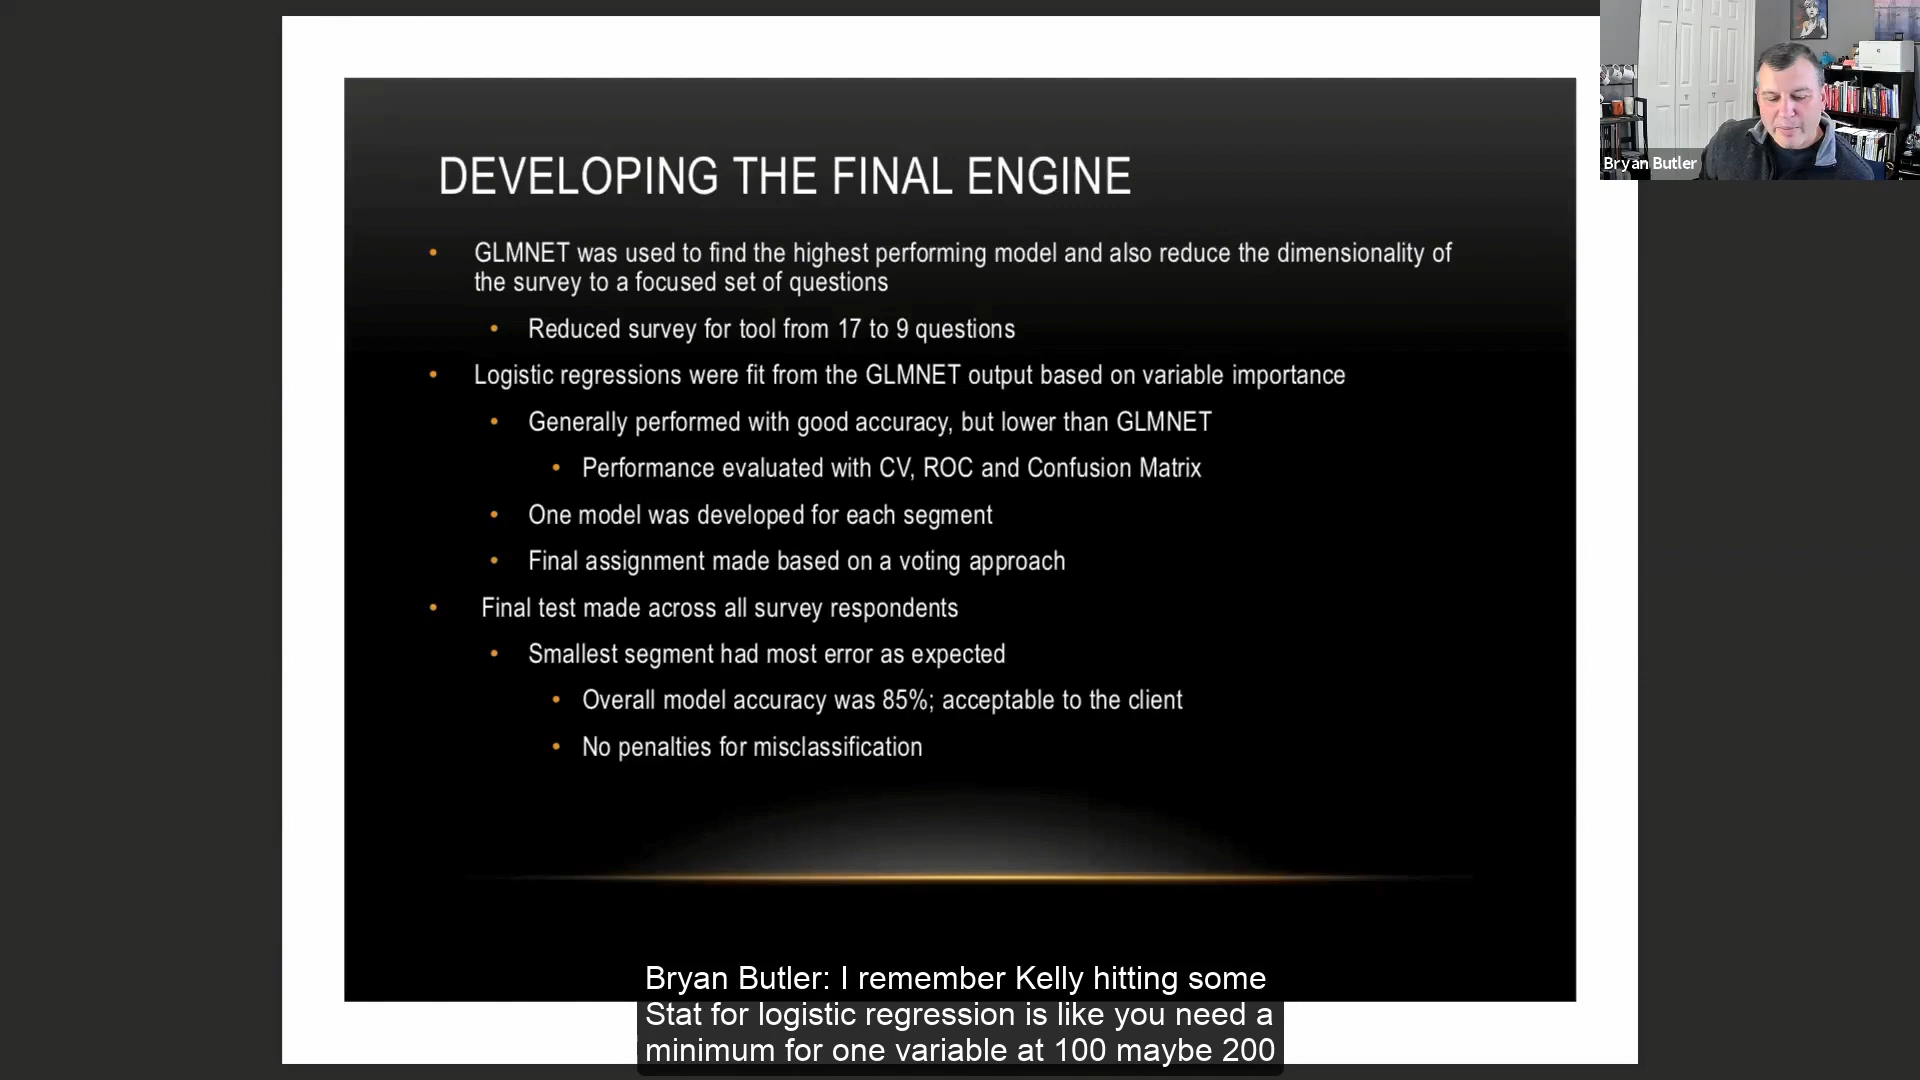 DEVELOPING THE FINAL ENGINE
• GLMNET was used to find the highest performing model and also reduce the dimensionality of
the survey to a focused set of questions
• Reduced survey for tool from 17 to 9 questions
• Logistic regressions were fit from the GLMNET output based on variable importance
• Generally performed with good accuracy, but lower than GLMNET
• Performance evaluated with CV, ROC and Confusion Matrix
• One model was developed for each segment
• Final assignment made based on a voting approach
• Final test made across all survey respondents
• Smallest segment had most error as expected
• Overall model accuracy was 85%; acceptable to the client
• No penalties for misclassification
Bryan Butler
Bryan Butler: I remember Kelly hitting some
Stat for logistic regression is like you need a
minimum for one variable at 100 maybe 200